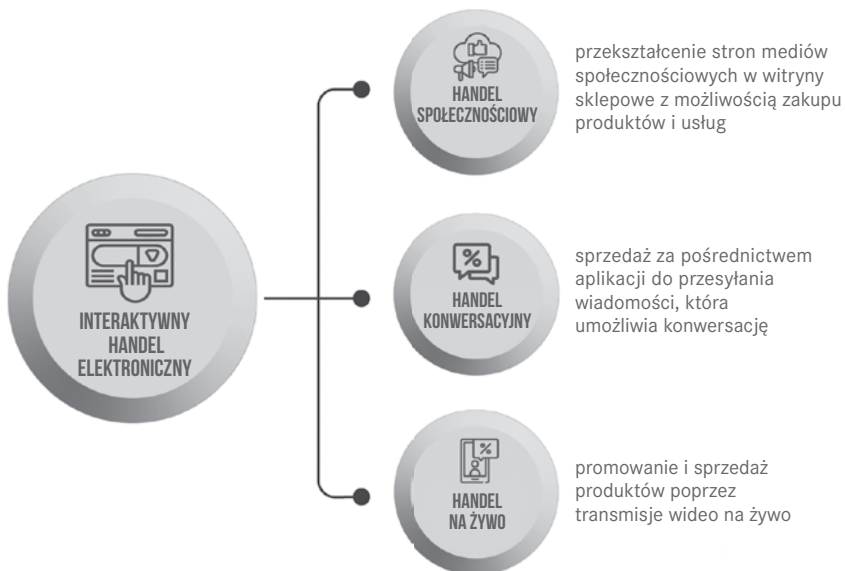 INTERAKTYWNY
HANDEL
ELEKTRONICZNY
HANDEL
SPOŁECZNOŚCIOWY
przekształcenie stron mediów
społecznościowych w witryny
sklepowe z możliwością zakupu
produktów i usług
%
HANDEL
KONWERSACYJNY
sprzedaż za pośrednictwem
aplikacji do przesyłania
wiadomości, która
umożliwia konwersację
%
HANDEL
NA ŻYWO
promowanie i sprzedaż
produktów poprzez
transmisje wideo na żywo